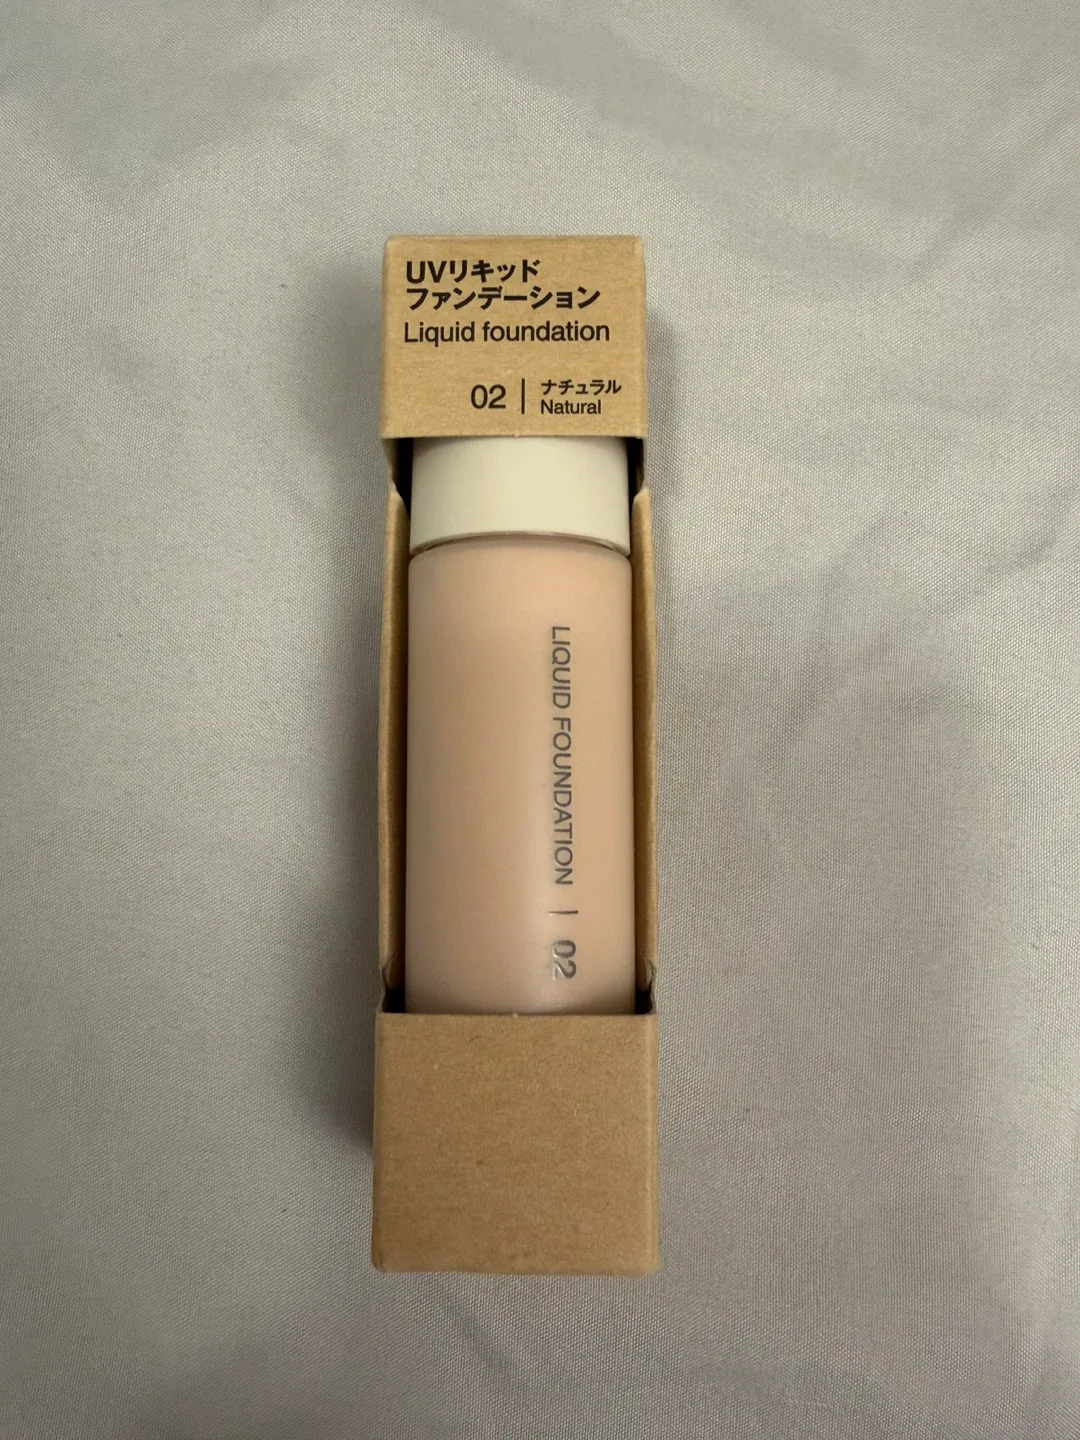 UVリキッド
ファンデーション
Liquid foundation
02 | ナチュラル
Natural
LIQUID FOUNDATION | 02